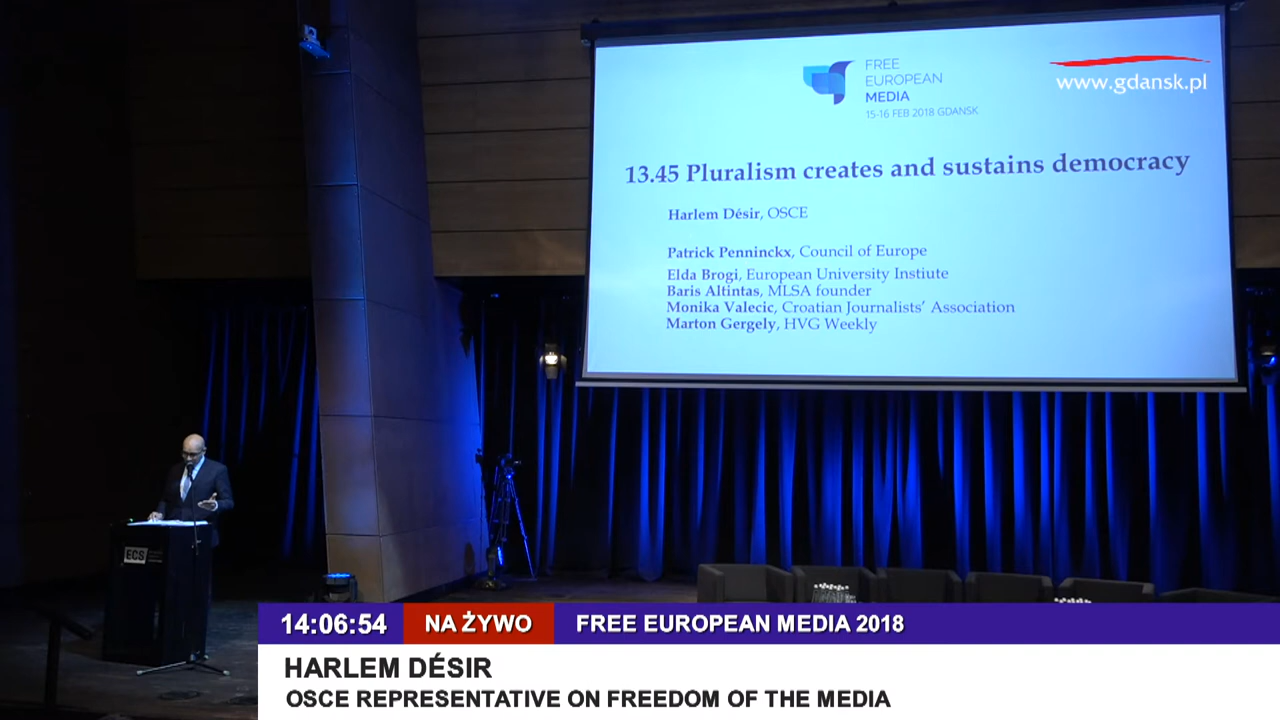 FREE
EUROPEAN
MEDIA
15-16 FEB 2018 GDANSK
www.gdansk.pl
13.45 Pluralism creates and sustains democracy
Harlem Désir, OSCE
Patrick Penninckx, Council of Europe
Elda Brogi, European University Instiute
Baris Altintas, MLSA founder
Monika Valecic, Croatian Journalists' Association
Marton Gergely, HVG Weekly
ECS
14:06:54 NA ŻYWO FREE EUROPEAN MEDIA 2018
HARLEM DÉSIR
OSCE REPRESENTATIVE ON FREEDOM OF THE MEDIA